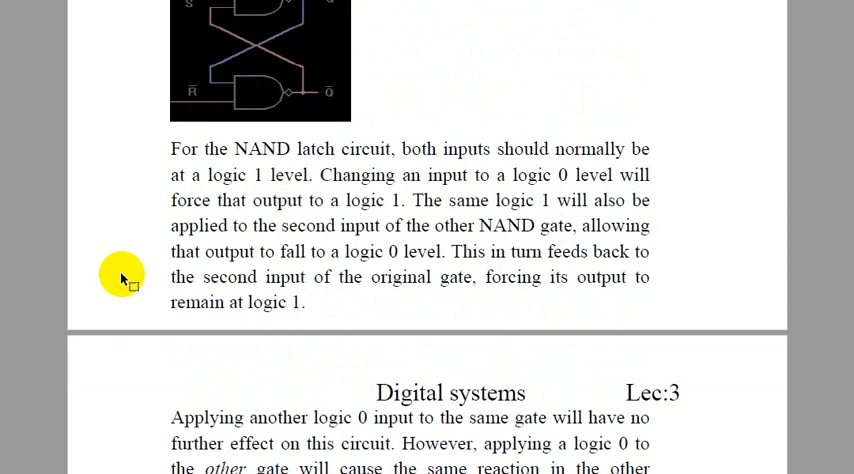 S Q
R Q
For the NAND latch circuit, both inputs should normally be
at a logic 1 level. Changing an input to a logic 0 level will
force that output to a logic 1. The same logic 1 will also be
applied to the second input of the other NAND gate, allowing
that output to fall to a logic 0 level. This in turn feeds back to
the second input of the original gate, forcing its output to
remain at logic 1.
Digital systems Lec:3
Applying another logic 0 input to the same gate will have no
further effect on this circuit. However, applying a logic 0 to
the other gate will cause the same reaction in the other